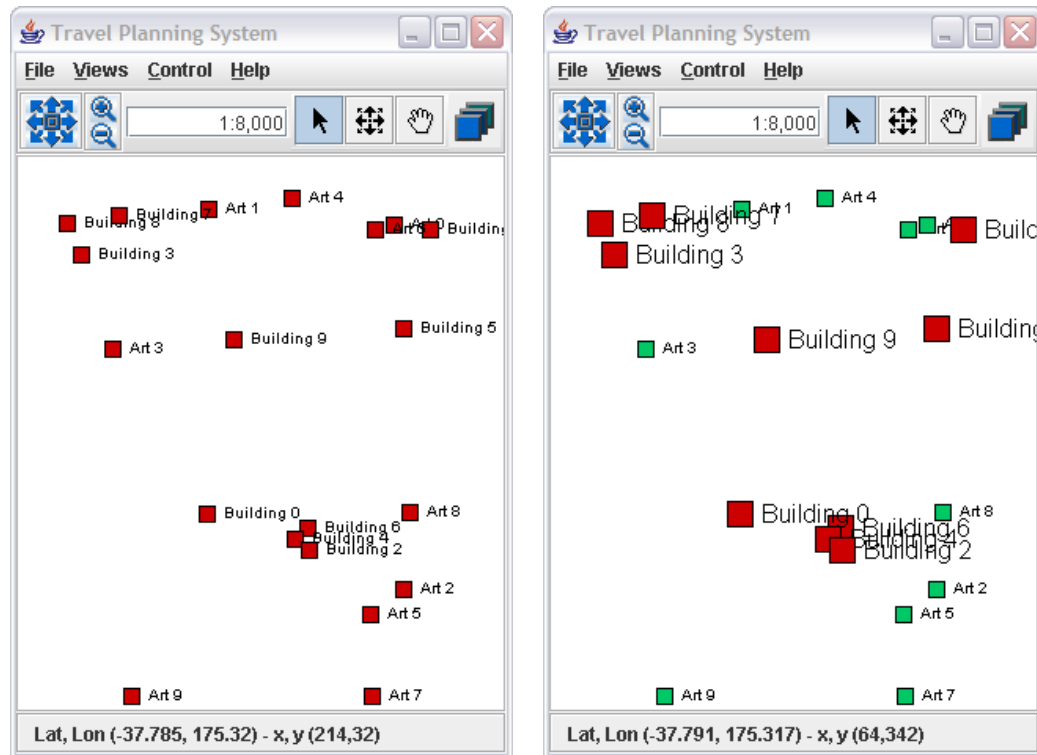 Travel Planning System
File Views Control Help
1:8,000
Art 4
Art 1
Building 7
Building 8
Building 3
Building 5
Building 9
Art 3
Building 0
Art 8
Building 6
Building 4
Building 2
Art 2
Art 5
Art 9
Art 7
Lat, Lon (-37.785, 175.32) - x, y (214,32)
Travel Planning System
File Views Control Help
1:8,000
Art 4
Art 1
Building 7
Building 8
Building 3
Building 9
Art 3
Building 0
Art 8
Building 6
Building 4
Building 2
Art 2
Art 5
Art 9
Art 7
Lat, Lon (-37.791, 175.317) - x, y (64,342)